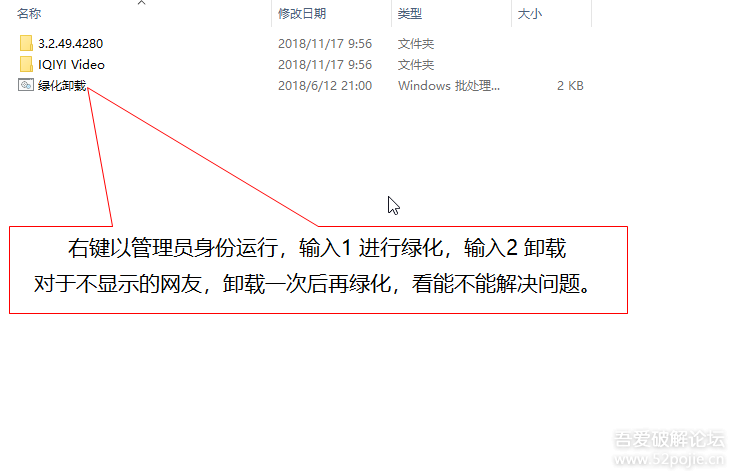 名称 修改日期 类型 大小
3.2.49.4280 2018/11/17 9:56 文件夹
IQIYI Video 2018/11/17 9:56 文件夹
绿化卸载 2018/6/12 21:00 Windows 批处理... 2 KB
右键以管理员身份运行，输入1 进行绿化，输入2 卸载
对于不显示的网友，卸载一次后再绿化，看能不能解决问题。
吾爱破解论坛
www.52pojie.cn